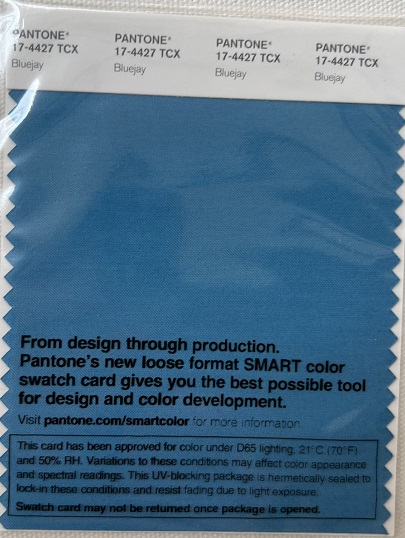 PANTONE® PANTONE® PANTONE® PANTONE®
17-4427 TCX 17-4427 TCX 17-4427 TCX 17-4427 TCX
Bluejay Bluejay Bluejay Bluejay
From design through production.
Pantone's new loose format SMART color
swatch card gives you the best possible tool
for design and color development.
Visit pantone.com/smartcolor for more information
This card has been approved for color under D65 lighting, 21°C (70°F)
and 50% RH. Variations to these conditions may affect color appearance
and spectral readings. This UV-blocking package is hermetically sealed to
lock-in these conditions and resist fading due to light exposure.
Swatch card may not be returned once package is opened.